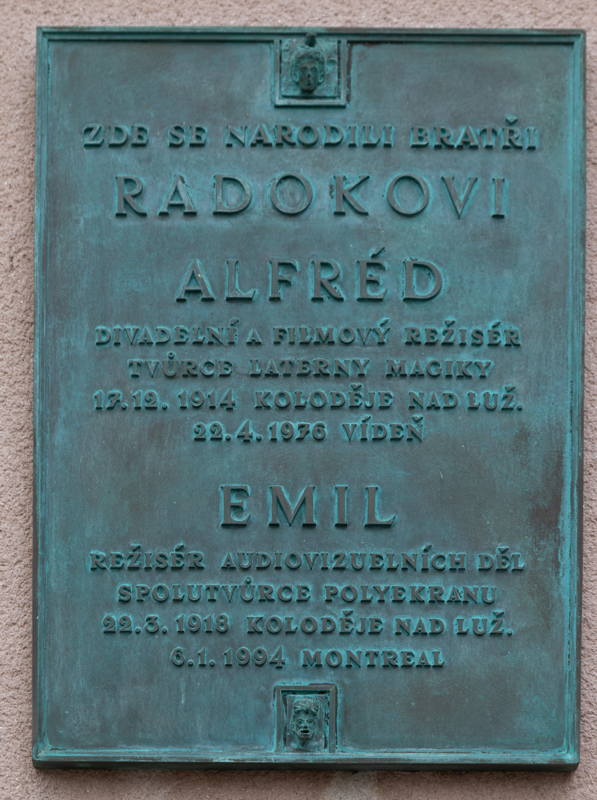 ZDE SE NARODILI BRATŘI
RADOKOVI
ALFRÉD
DIVADELNÍ A FILMOVÝ REŽISÉR
TVŮRCE LATERNY MAGIKY
17.12. 1914 KOLODĚJE NAD LUŽ.
22.4.1976 VÍDEŇ
EMIL
REŽISÉR AUDIOVIZUELNÍCH DĚL
SPOLUTVŮRCE POLYEKRANU
22.3. 1918 KOLODĚJE NAD LUŽ.
6.1. 1994 MONTREAL